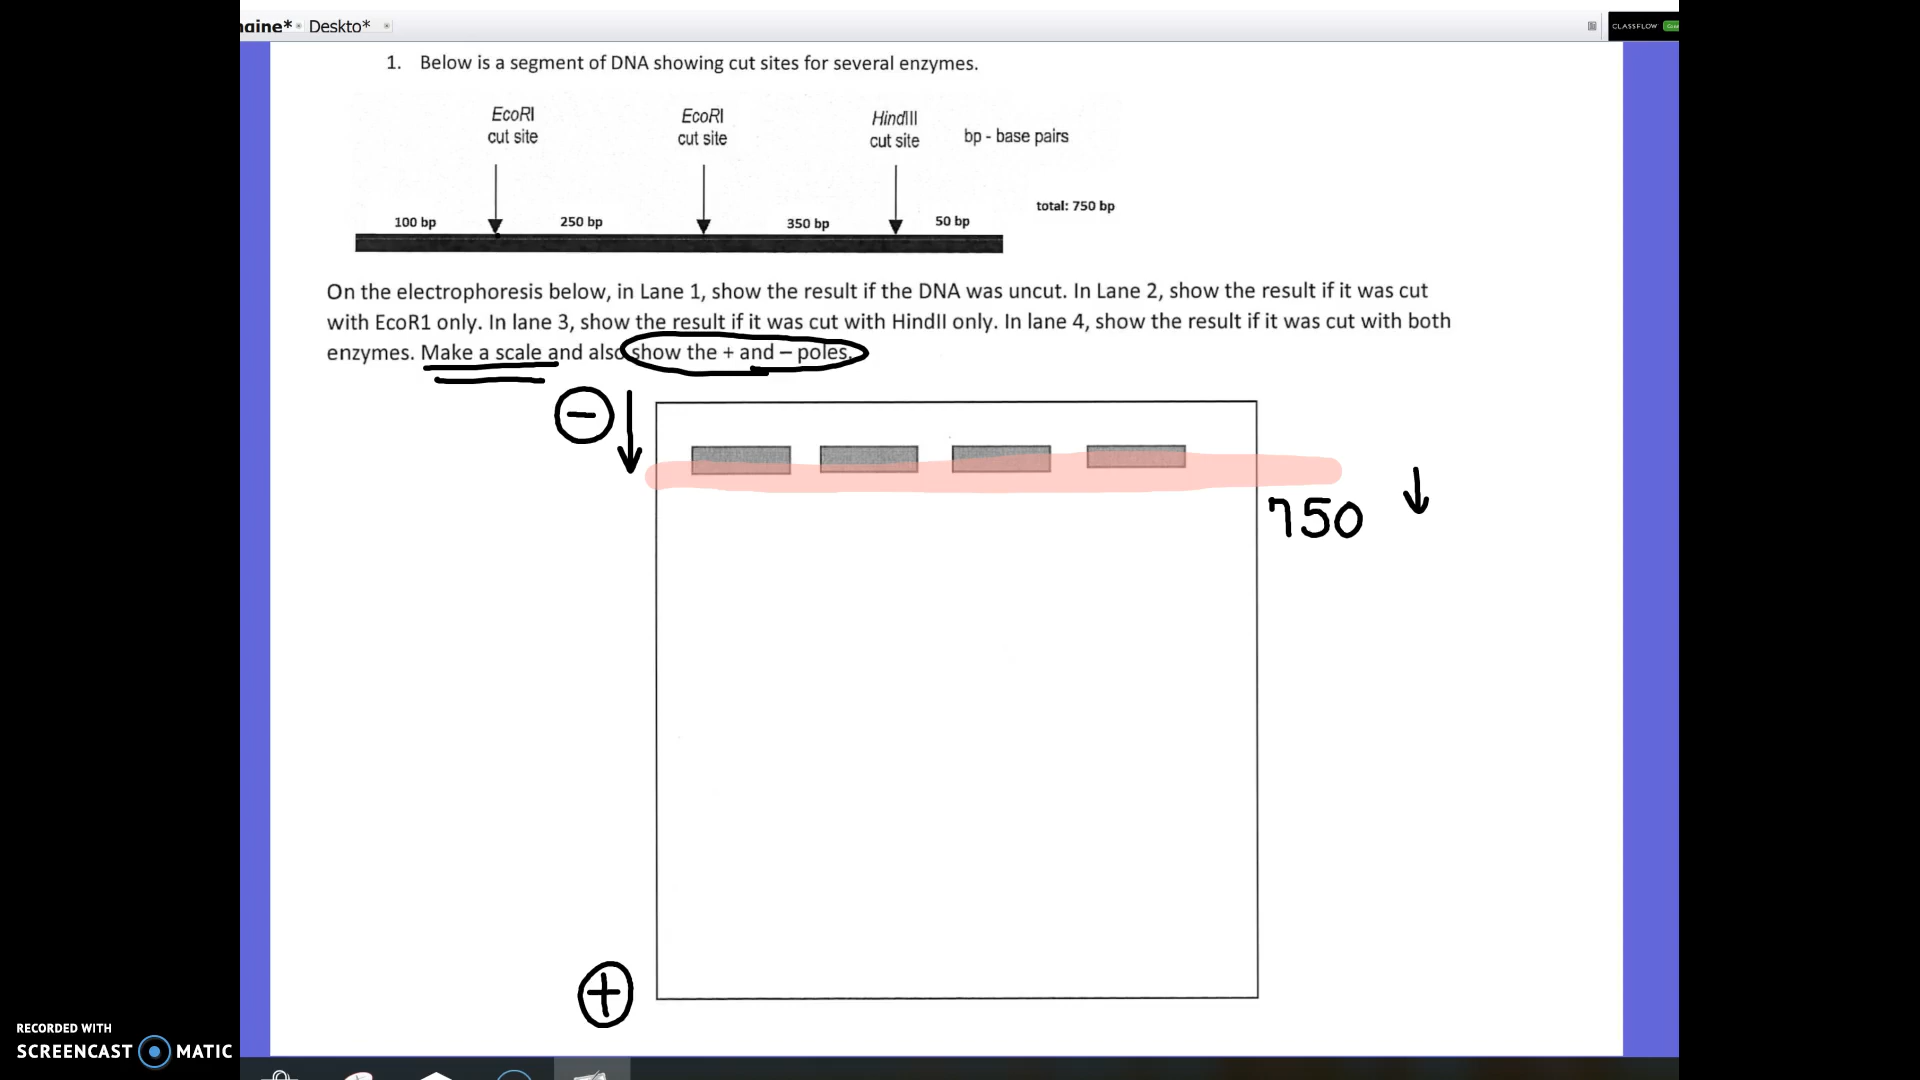 naine* Deskto*
CLASSFLOW
1. Below is a segment of DNA showing cut sites for several enzymes.
EcoRI cut site
EcoRI cut site
HindIII cut site
bp - base pairs
total: 750 bp
100 bp 250 bp 350 bp 50 bp
On the electrophoresis below, in Lane 1, show the result if the DNA was uncut. In Lane 2, show the result if it was cut
with EcoR1 only. In lane 3, show the result if it was cut with HindII only. In lane 4, show the result if it was cut with both
enzymes. Make a scale and also show the + and – poles.
−
750
+
RECORDED WITH
SCREENCAST MATIC